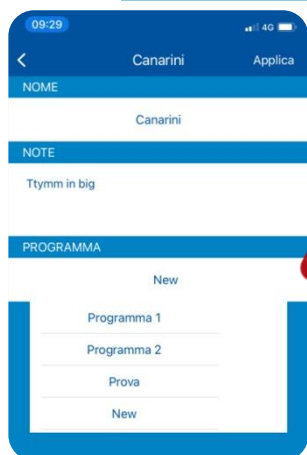 09:29 4G
Canarini Applica
NOME
Canarini
NOTE
Ttymm in big
PROGRAMMA
New
Programma 1
Programma 2
Prova
New